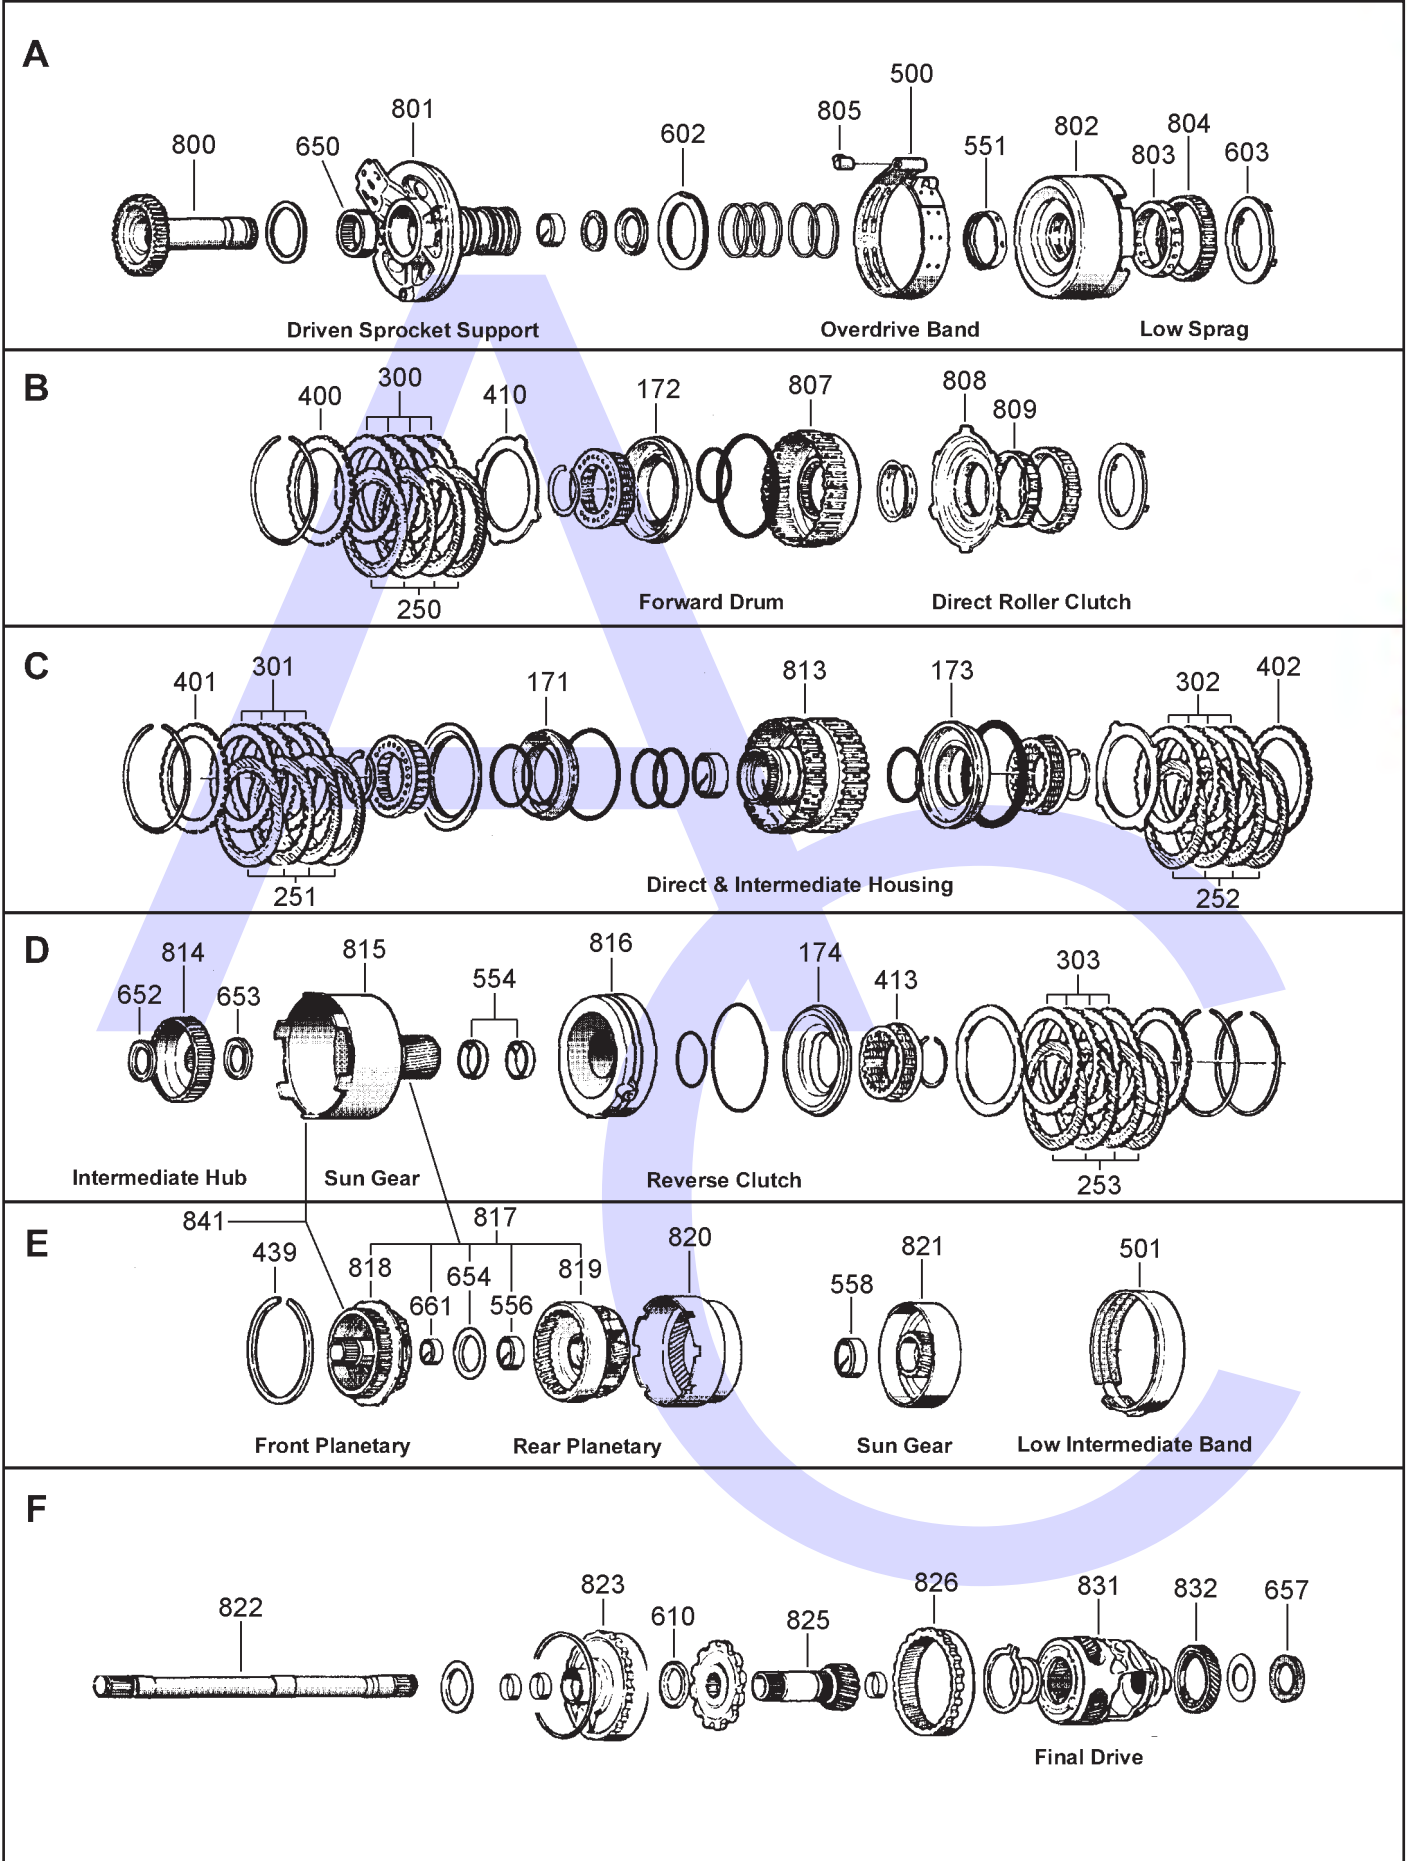 A
500
805
801
602
804
802
800
650
551
803
603
Driven Sprocket Support
Overdrive Band
Low Sprag
B
300
400
410
172
807
808
809
250
Forward Drum
Direct Roller Clutch
C
301
401
171
813
173
302
402
251
Direct & Intermediate Housing
252
D
814
815
816
174
303
652
653
554
413
Intermediate Hub
Sun Gear
Reverse Clutch
253
E
841
817
439
818
654
819
820
821
501
661
556
558
Front Planetary
Rear Planetary
Sun Gear
Low Intermediate Band
F
822
823
610
825
826
831
832
657
Final Drive
AC